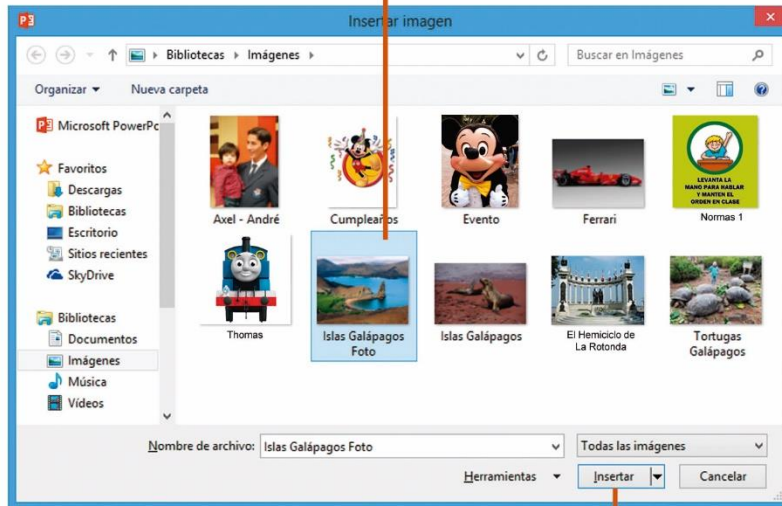 Insertar imagen
Bibliotecas Imágenes
Buscar en Imágenes
Organizar Nueva carpeta
Microsoft PowerPo
Favoritos
Descargas
Bibliotecas
Escritorio
Sitios recientes
SkyDrive
Bibliotecas
Documentos
Imágenes
Música
Vídeos
LEVANTA LA
MANO PARA HABLAR
Y MANTEN EL
ORDEN EN CLASE
Axel - André
Cumpleaños
Evento
Ferrari
Normas 1
Thomas
Islas Galápagos
Foto
Islas Galápagos
El Hemiciclo de
La Rotonda
Tortugas
Galápagos
Nombre de archivo: Islas Galápagos Foto
Todas las imágenes
Herramientas Insertar Cancelar